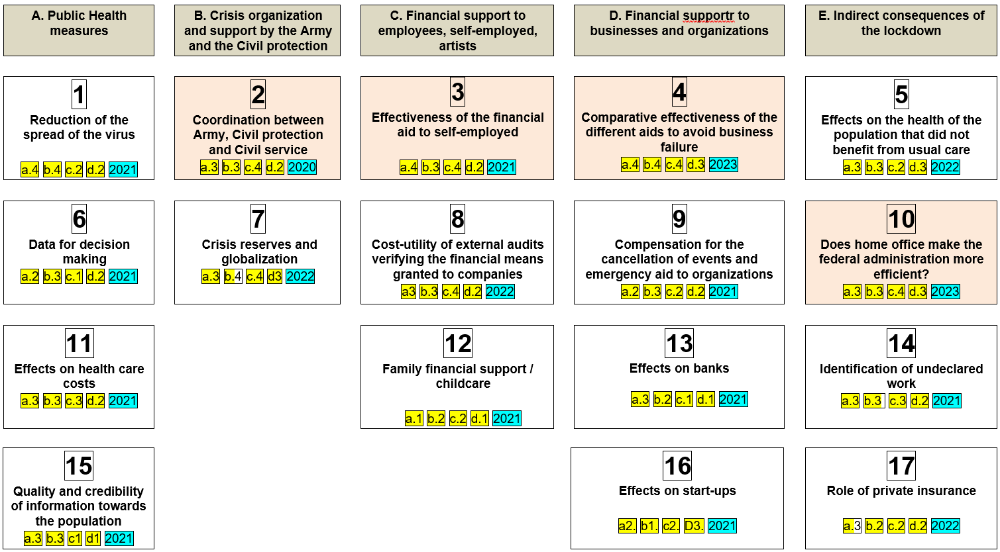 A. Public Health
measures
B. Crisis organization
and support by the Army
and the Civil protection
C. Financial support to
employees, self-employed,
artists
D. Financial supportr to
businesses and organizations
E. Indirect consequences of
the lockdown
1
Reduction of the
spread of the virus
a.4 b.4 c.2 d.2 2021
2
Coordination between
Army, Civil protection
and Civil service
a.3 b.3 c.4 d.2 2020
3
Effectiveness of the financial
aid to self-employed
a.4 b.3 c.4 d.2 2021
4
Comparative effectiveness of the
different aids to avoid business
failure
a.4 b.4 c.4 d.3 2023
5
Effects on the health of the
population that did not
benefit from usual care
a.3 b.3 c.2 d.3 2022
6
Data for decision
making
a.2 b.3 c.1 d.2 2021
7
Crisis reserves and
globalization
a.3 b.4 c.4 d3 2022
8
Cost-utility of external audits
verifying the financial means
granted to companies
a3 b.3 c.4 d.2 2022
9
Compensation for the
cancellation of events and
emergency aid to organizations
a.2 b.3 c.2 d.2 2021
10
Does home office make the
federal administration more
efficient?
a.3 b.3 c.4 d.3 2023
11
Effects on health care
costs
a.3 b.3 c.3 d.2 2021
12
Family financial support /
childcare
a.1 b.2 c.2 d.1 2021
13
Effects on banks
a.3 b.2 c.1 d.1 2021
14
Identification of undeclared
work
a.3 b.3 c.3 d.2 2021
15
Quality and credibility
of information towards
the population
a.3 b.3 c1 d1 2021
16
Effects on start-ups
a2. b1. c2. D3. 2021
17
Role of private insurance
a.3 b.2 c.2 d.2 2022